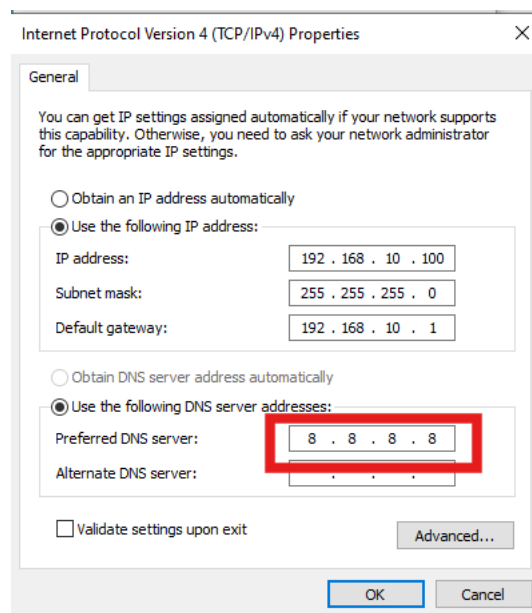 Internet Protocol Version 4 (TCP/IPv4) Properties
General
You can get IP settings assigned automatically if your network supports
this capability. Otherwise, you need to ask your network administrator
for the appropriate IP settings.
Obtain an IP address automatically
Use the following IP address:
IP address: 192 . 168 . 10 . 100
Subnet mask: 255 . 255 . 255 . 0
Default gateway: 192 . 168 . 10 . 1
Obtain DNS server address automatically
Use the following DNS server addresses:
Preferred DNS server: 8 . 8 . 8 . 8
Alternate DNS server: . . .
Validate settings upon exit
Advanced...
OK Cancel